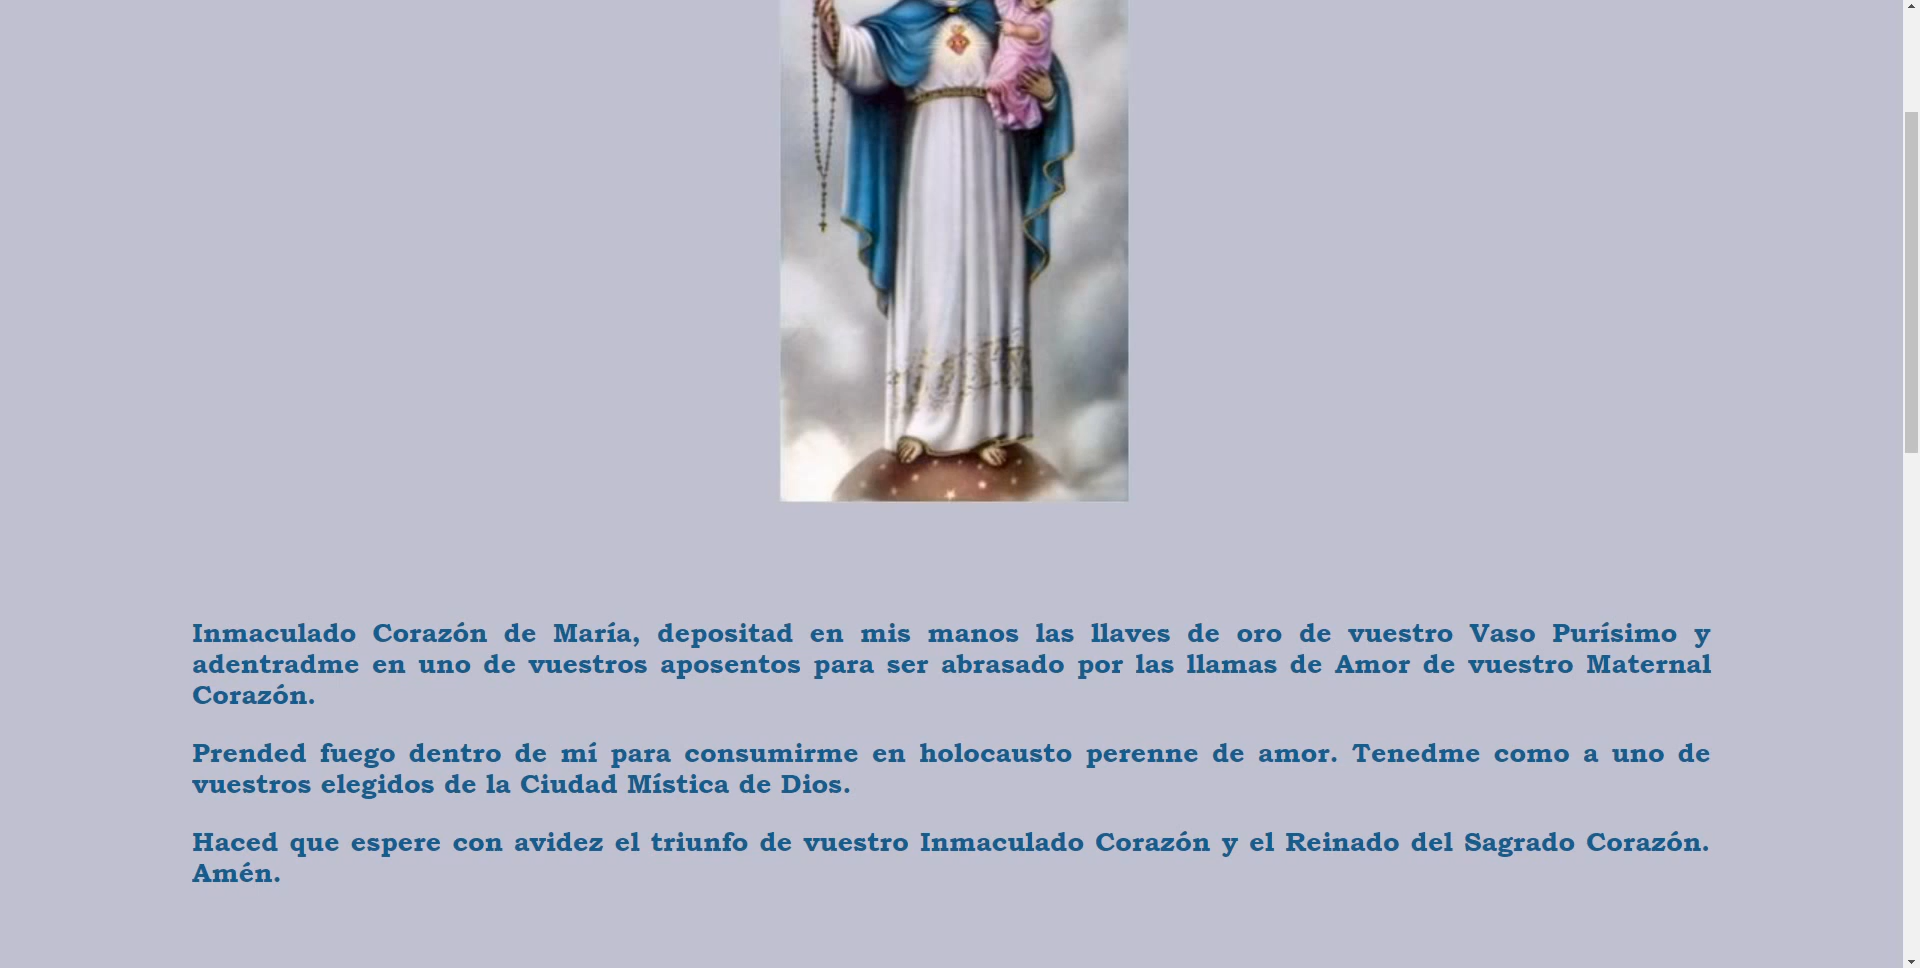 Inmaculado Corazón de María, depositad en mis manos las llaves de oro de vuestro Vaso Purísimo y
adentradme en uno de vuestros aposentos para ser abrasado por las llamas de Amor de vuestro Maternal
Corazón.
Prended fuego dentro de mí para consumirme en holocausto perenne de amor. Tenedme como a uno de
vuestros elegidos de la Ciudad Mística de Dios.
Haced que espere con avidez el triunfo de vuestro Inmaculado Corazón y el Reinado del Sagrado Corazón.
Amén.